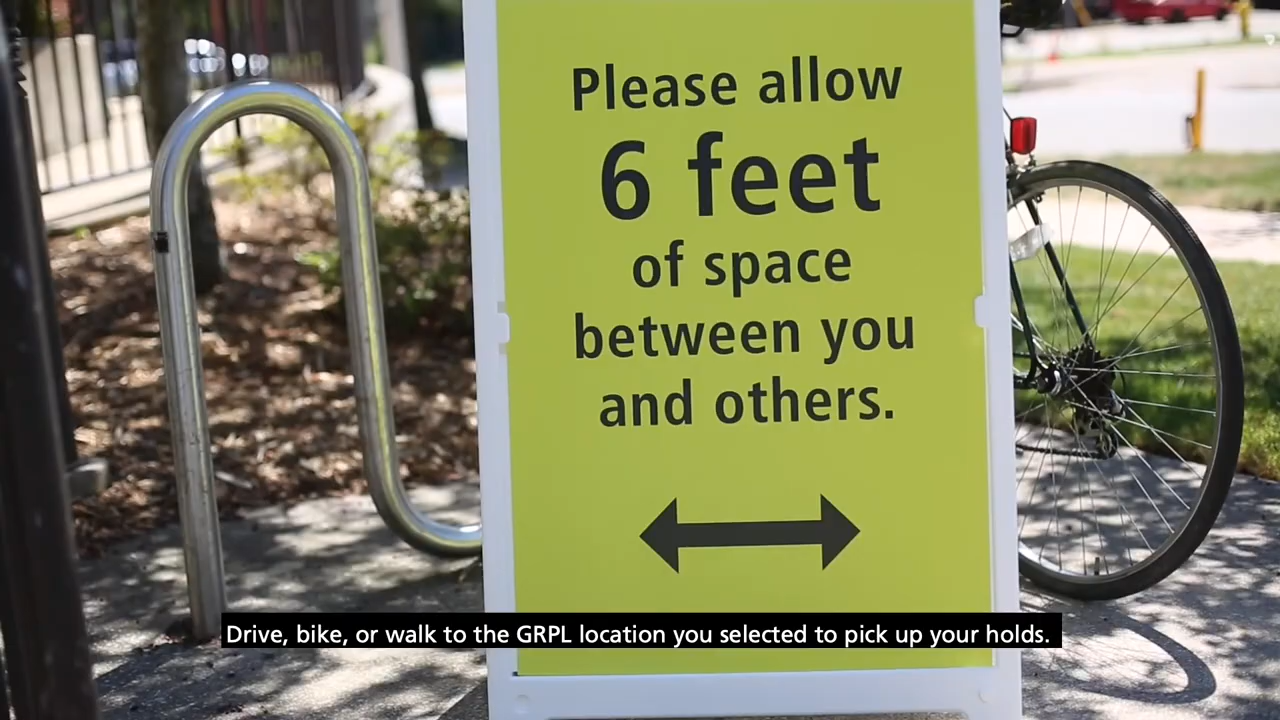 Please allow
6 feet
of space
between you
and others.
Drive, bike, or walk to the GRPL location you selected to pick up your holds.